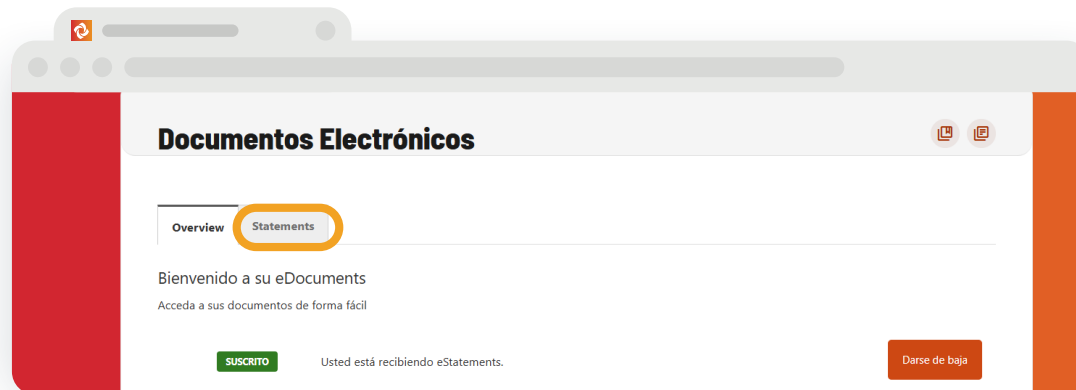 Documentos Electrónicos
Overview
Statements
Bienvenido a su eDocuments
Acceda a sus documentos de forma fácil
SUSCRITO
Usted está recibiendo eStatements.
Darse de baja